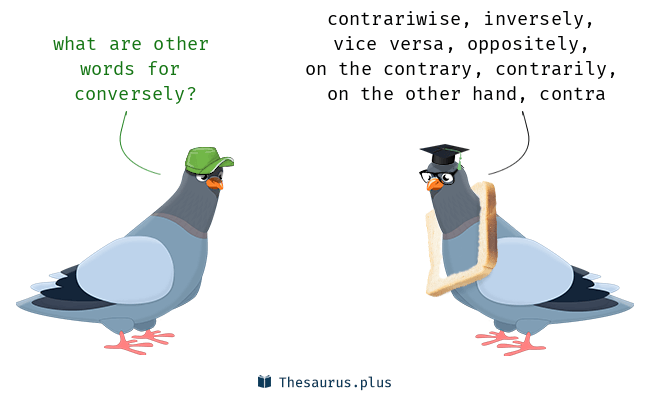 what are other
words for
conversely?
contrariwise, inversely,
vice versa, oppositely,
on the contrary, contrarily,
on the other hand, contra
Thesaurus.plus